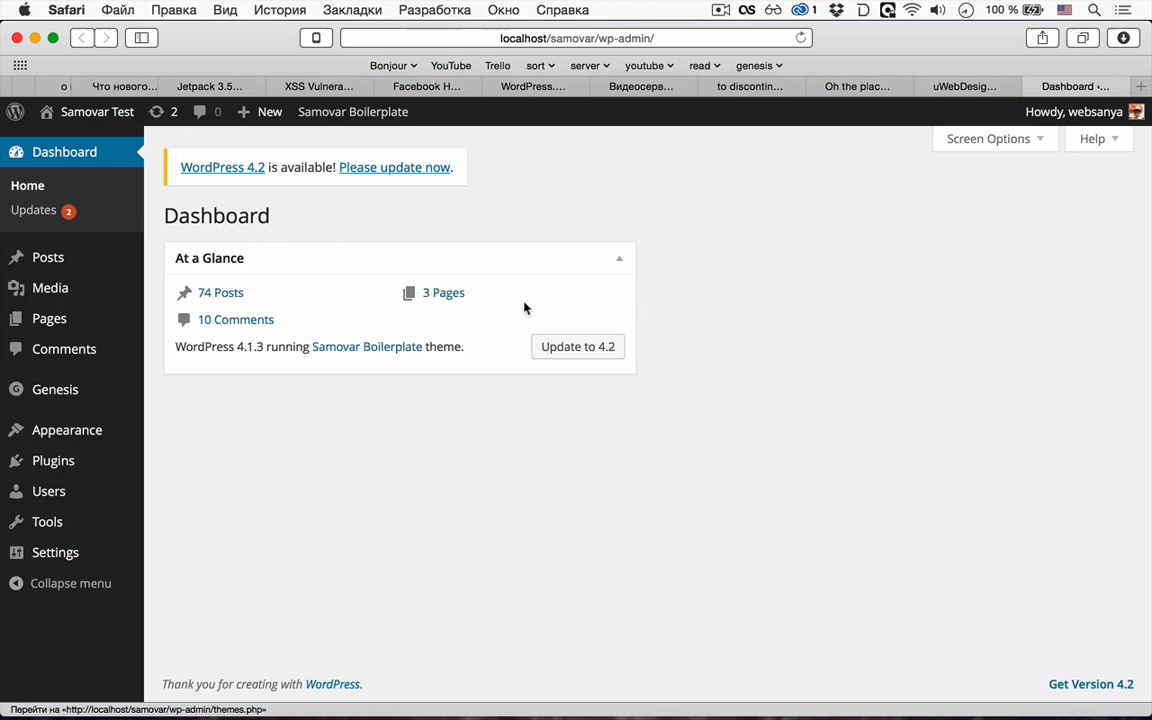 Safari Файл Правка Вид История Закладки Разработка Окно Справка 1 100 %
localhost/samovar/wp-admin/
Bonjour YouTube Trello sort server youtube read genesis
о Что нового... Jetpack 3.5... XSS Vulnera... Facebook H... WordPress.... Видеосерв... to discontin... Oh the plac... uWebDesig... Dashboard ‹...
Samovar Test 2 0 New Samovar Boilerplate Howdy, websanya
Screen Options Help
Dashboard
Home
Updates 2
Posts
Media
Pages
Comments
Genesis
Appearance
Plugins
Users
Tools
Settings
Collapse menu
WordPress 4.2 is available! Please update now.
Dashboard
At a Glance
74 Posts 3 Pages
10 Comments
WordPress 4.1.3 running Samovar Boilerplate theme. Update to 4.2
Thank you for creating with WordPress. Get Version 4.2
Перейти на «http://localhost/samovar/wp-admin/themes.php»